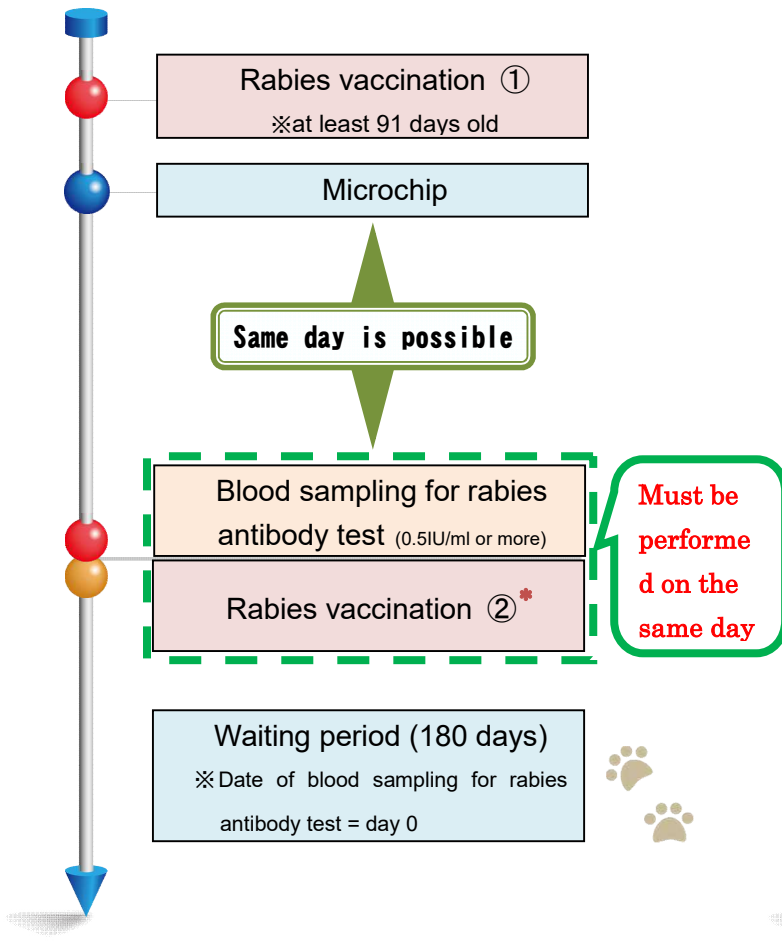 Rabies vaccination ①
※at least 91 days old
Microchip
Same day is possible
Blood sampling for rabies
antibody test (0.5IU/ml or more)
Rabies vaccination ②*
Must be
performe
d on the
same day
Waiting period (180 days)
※Date of blood sampling for rabies
antibody test = day 0